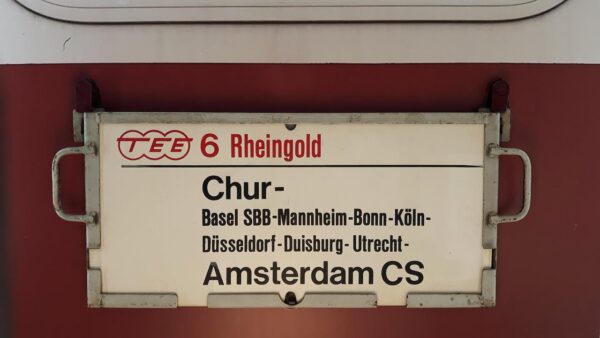 TEE 6 Rheingold
Chur-
Basel SBB-Mannheim-Bonn-Köln-
Düsseldorf-Duisburg-Utrecht-
Amsterdam CS